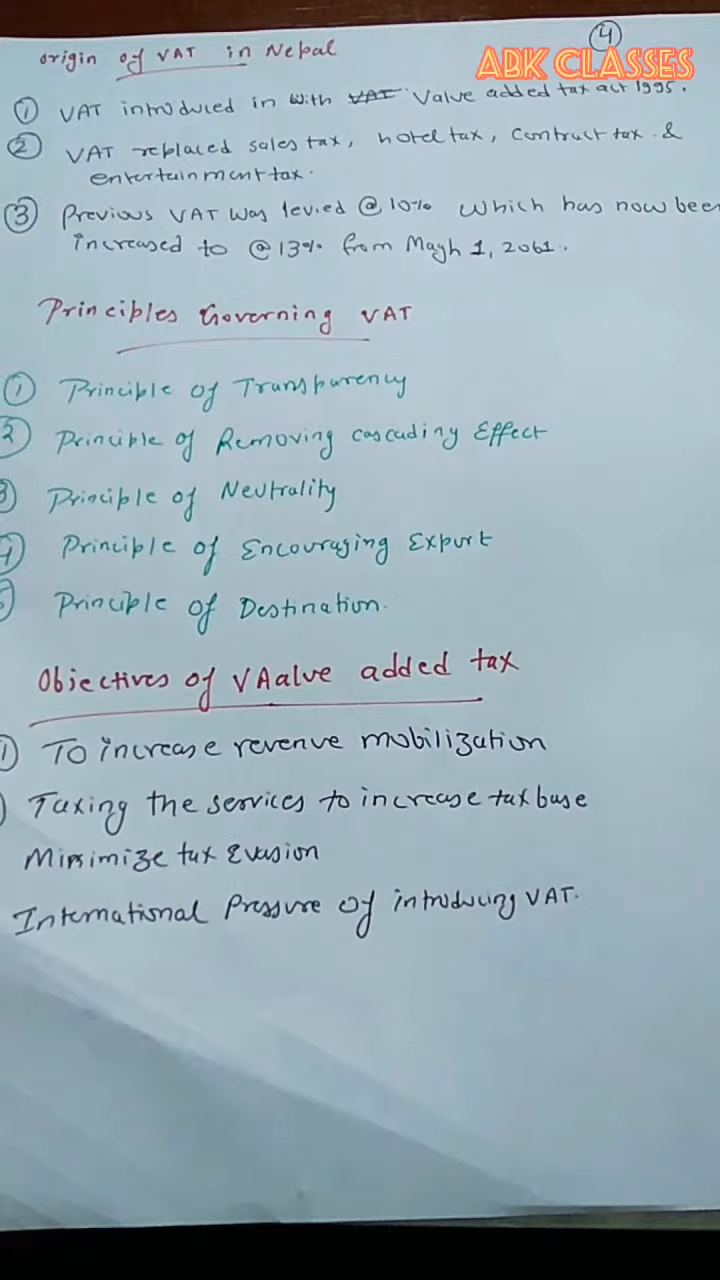 ④
ABK CLASSES
origin of VAT in Nepal
① VAT introduced in with VAT Value added tax act 1995.
② VAT replaced sales tax, hotel tax, contract tax &
entertainment tax.
③ Previous VAT was levied @ 10% which has now been
increased to @ 13% from Magh 1, 2061.
Principles Governing VAT
① Principle of Transparency
2 Principle of Removing cascading Effect
3 Principle of Neutrality
4 Principle of Encouraging Export
5 Principle of Destination.
Objectives of VAalue added tax
① To increase revenue mobilization
Taxing the services to increase tax base
Minimize tax Evasion
International Pressure of introducing VAT.